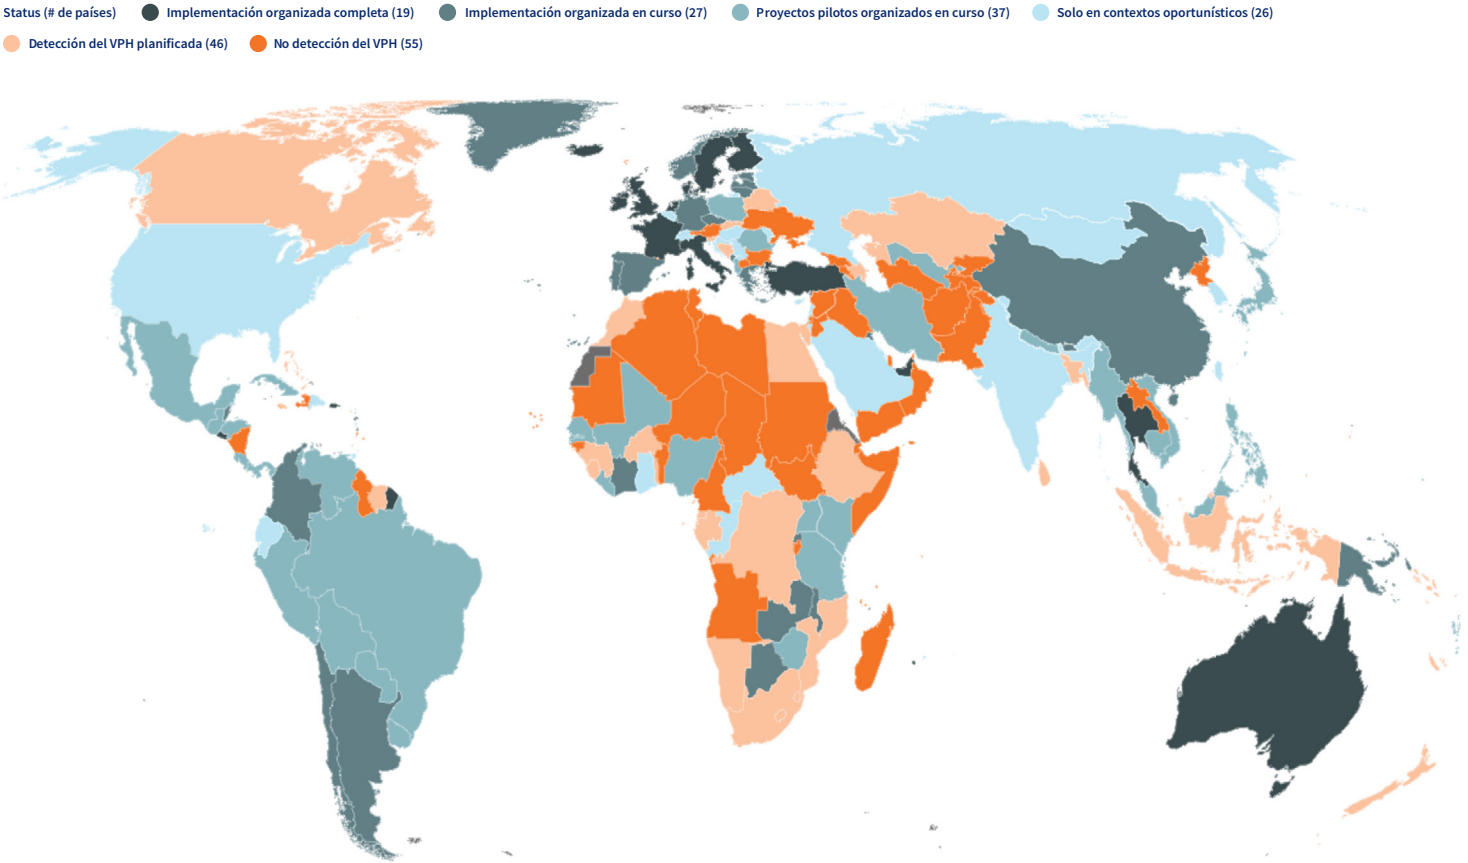 Status (# de países) Implementación organizada completa (19) Implementación organizada en curso (27) Proyectos pilotos organizados en curso (37) Solo en contextos oportunísticos (26)
Detección del VPH planificada (46) No detección del VPH (55)